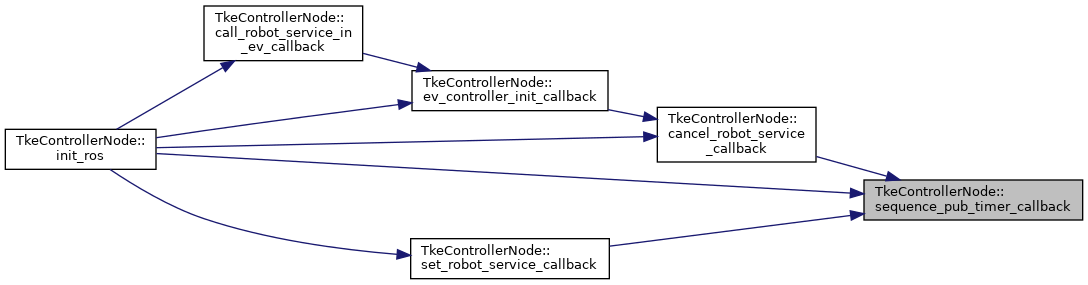 TkeControllerNode::
call_robot_service_in
_ev_callback
TkeControllerNode::
ev_controller_init_callback
TkeControllerNode::
cancel_robot_service
_callback
TkeControllerNode::
init_ros
TkeControllerNode::
sequence_pub_timer_callback
TkeControllerNode::
set_robot_service_callback